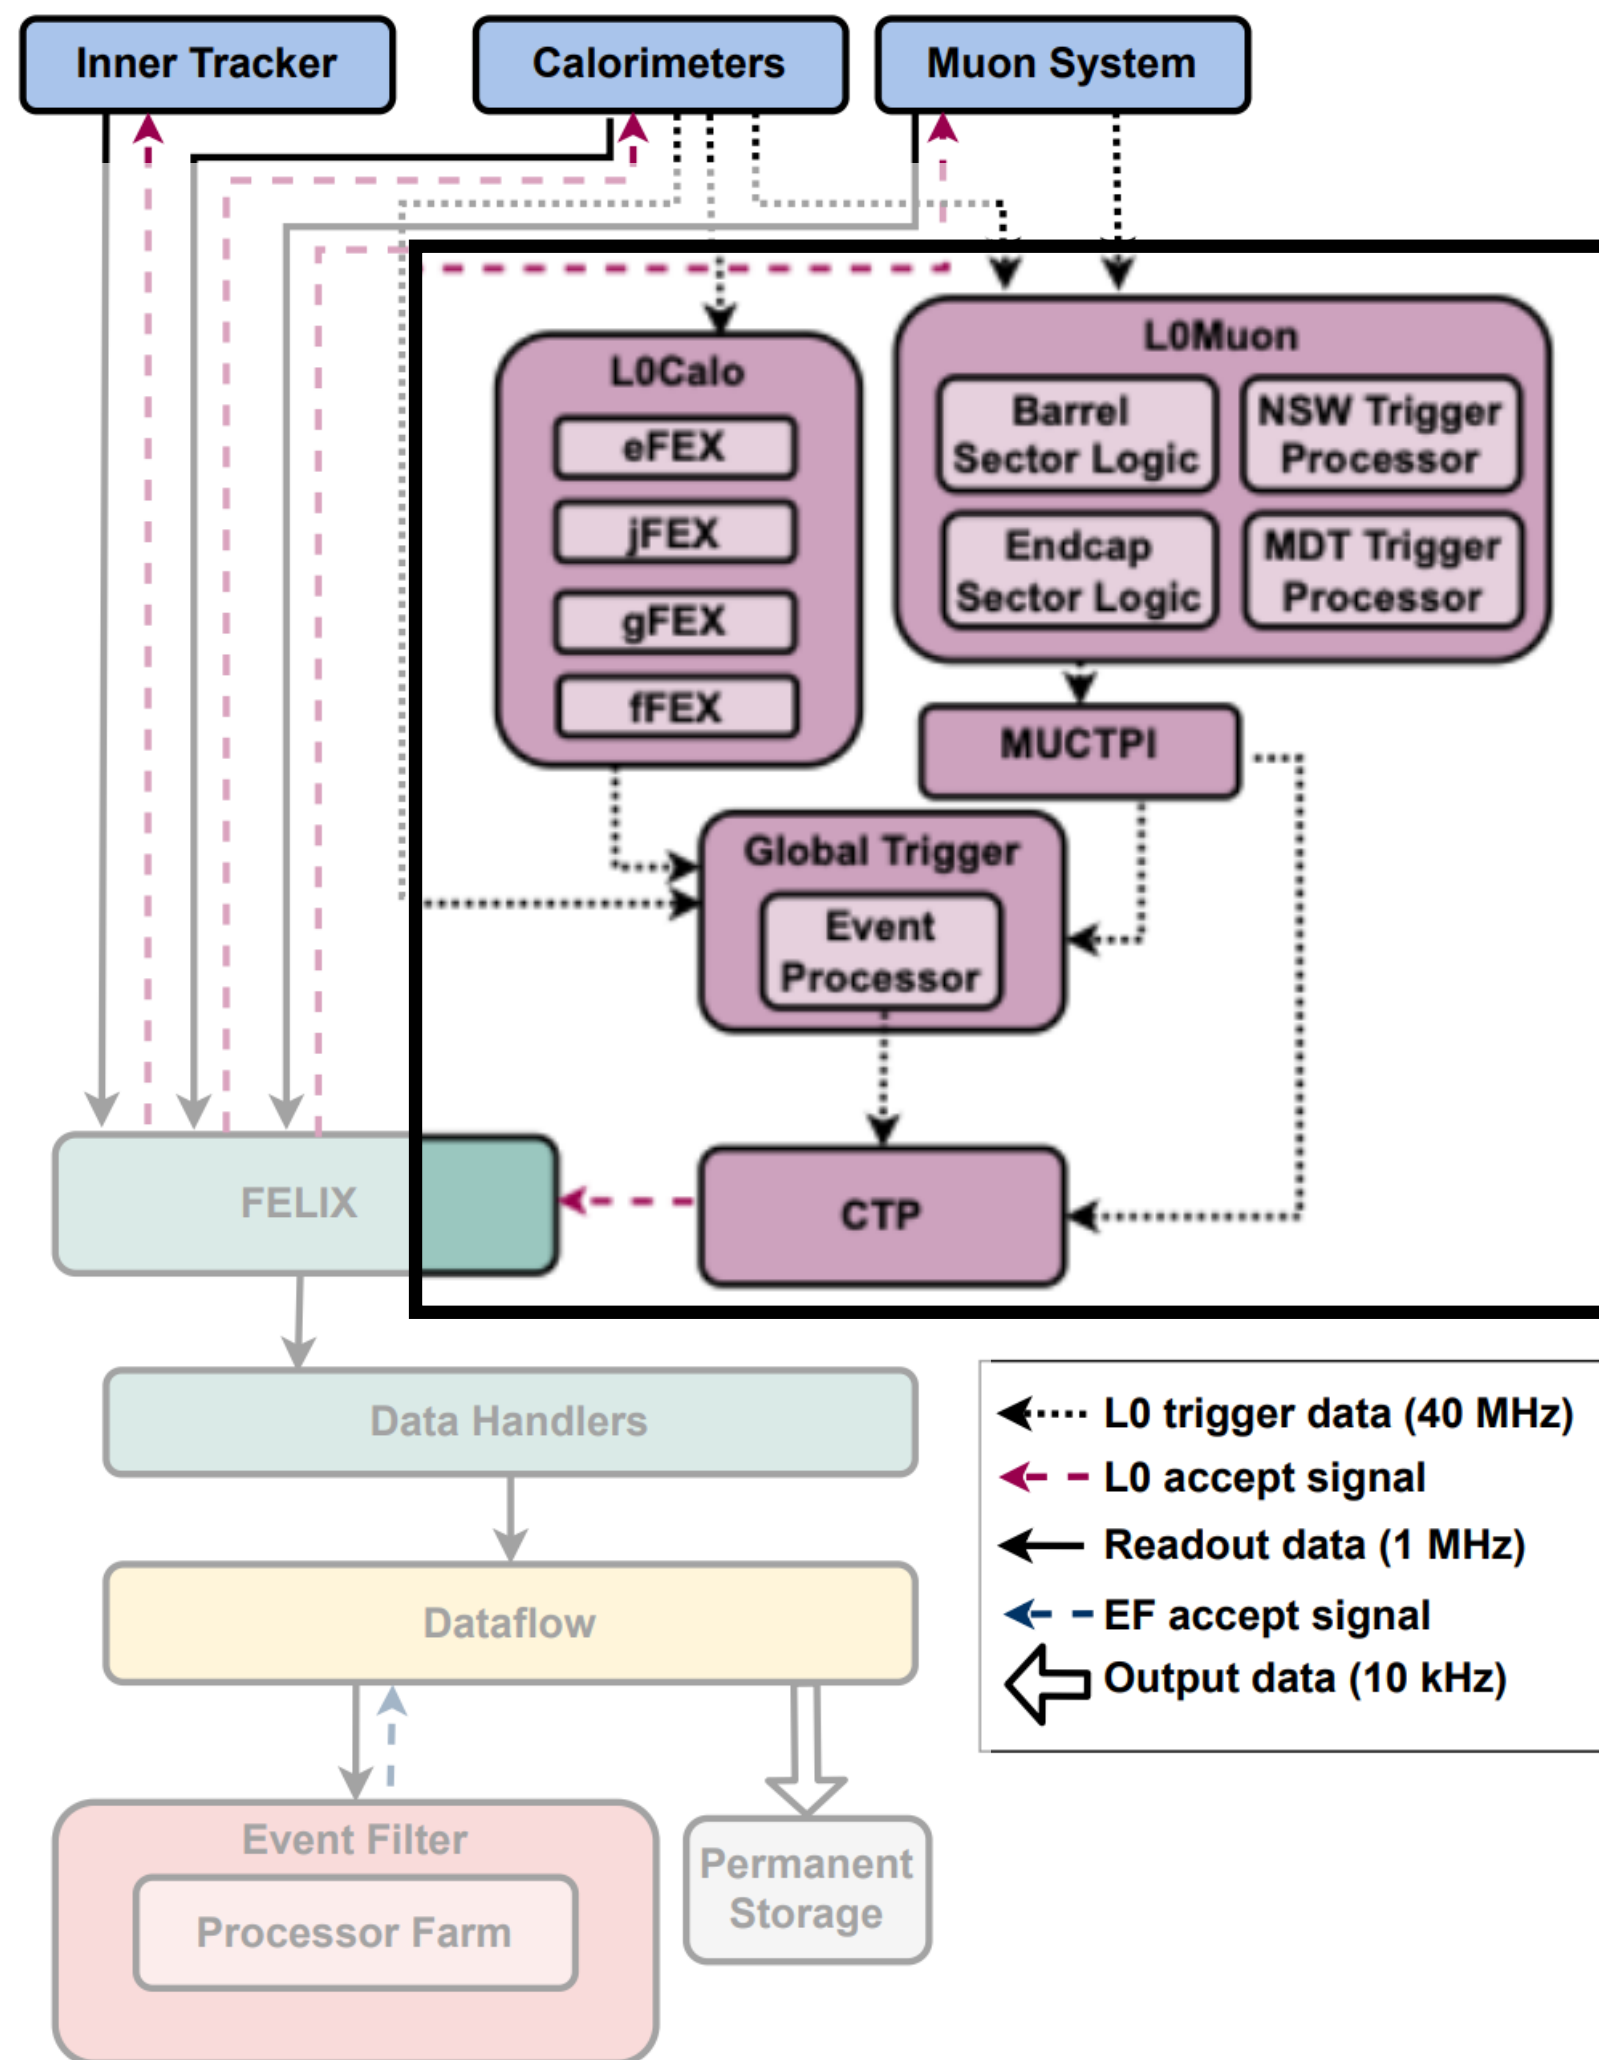 Inner Tracker
Calorimeters
Muon System
L0Calo
eFEX
jFEX
gFEX
fFEX
L0Muon
Barrel
Sector Logic
NSW Trigger
Processor
Endcap
Sector Logic
MDT Trigger
Processor
MUCTPI
Global Trigger
Event
Processor
FELIX
CTP
Data Handlers
Dataflow
Event Filter
Processor Farm
Permanent
Storage
L0 trigger data (40 MHz)
L0 accept signal
Readout data (1 MHz)
EF accept signal
Output data (10 kHz)